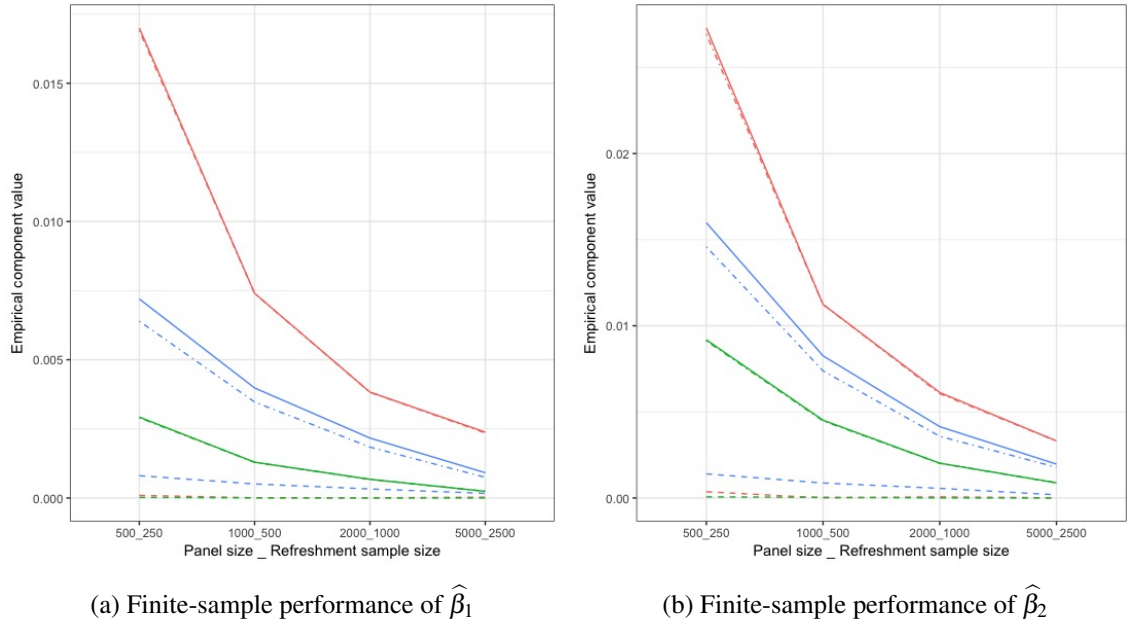 0.015
0.010
0.005
0.000
Empirical component value
500_250
1000_500
2000_1000
5000_2500
Panel size _ Refreshment sample size
(a) Finite-sample performance of β̂₁
0.02
0.01
0.00
Empirical component value
500_250
1000_500
2000_1000
5000_2500
Panel size _ Refreshment sample size
(b) Finite-sample performance of β̂₂